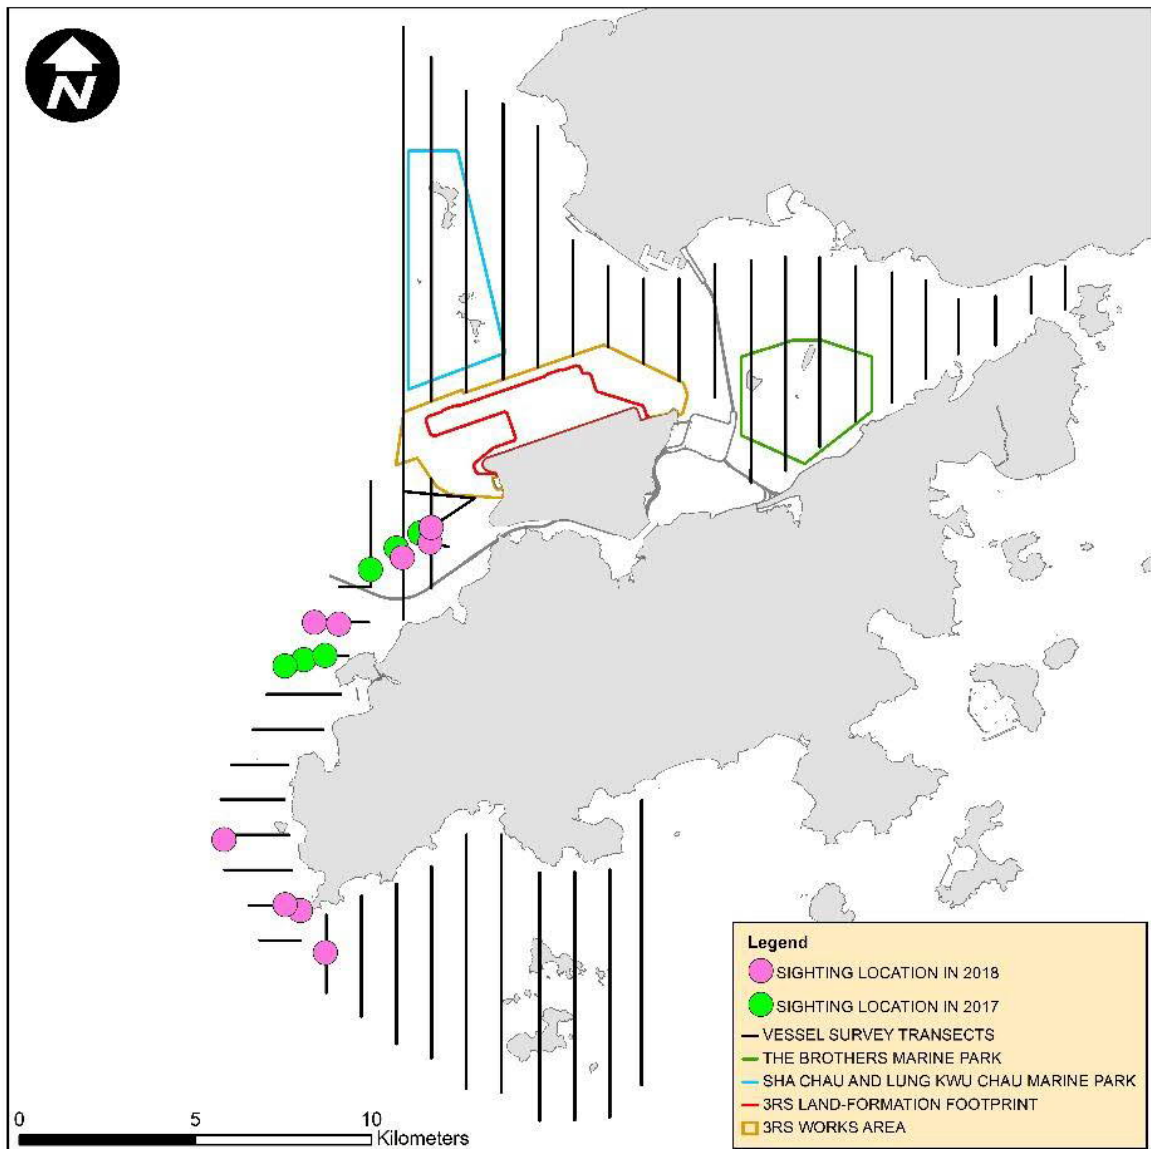 N
Legend
SIGHTING LOCATION IN 2018
SIGHTING LOCATION IN 2017
VESSEL SURVEY TRANSECTS
THE BROTHERS MARINE PARK
SHA CHAU AND LUNG KWU CHAU MARINE PARK
3RS LAND-FORMATION FOOTPRINT
3RS WORKS AREA
0 5 10
Kilometers